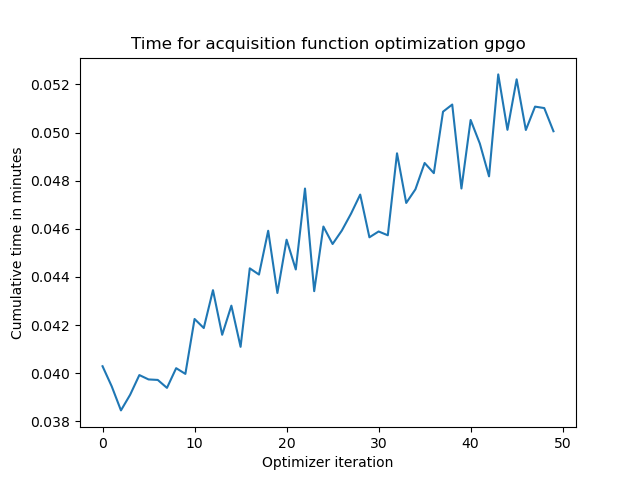 Time for acquisition function optimization gpgo
0.052
0.050
0.048
0.046
0.044
0.042
0.040
0.038
Cumulative time in minutes
0 10 20 30 40 50
Optimizer iteration